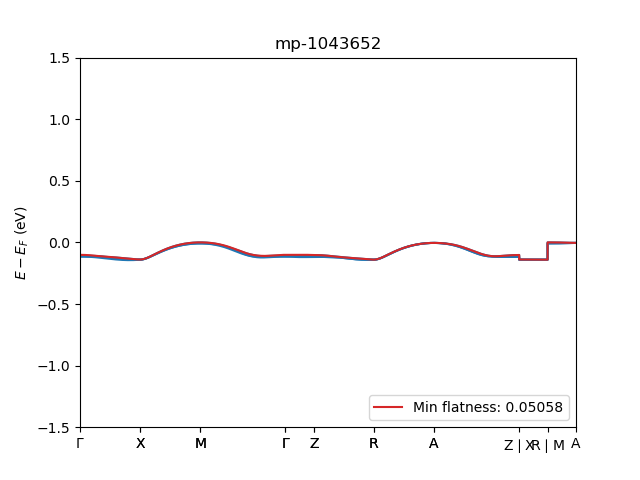 mp-1043652
E − E_F (eV)
1.5
1.0
0.5
0.0
−0.5
−1.0
−1.5
Min flatness: 0.05058
Γ X M Γ Z R A Z | X R | M A